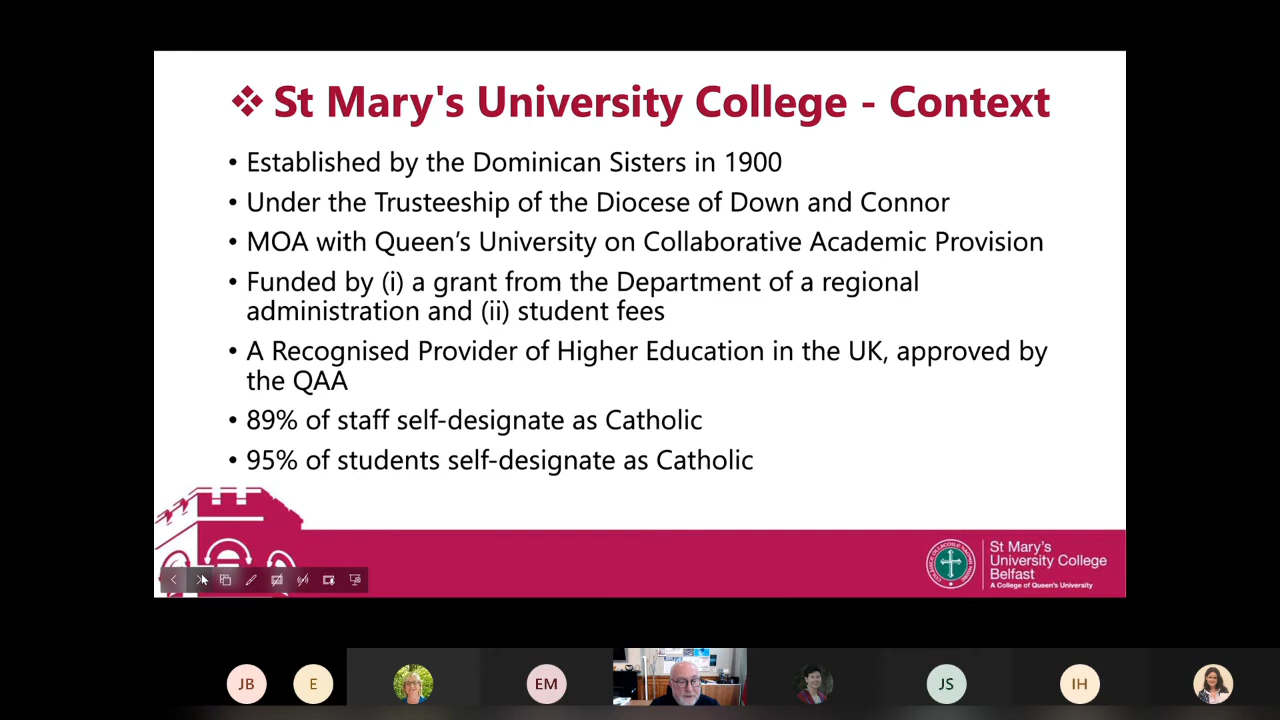 ❖ St Mary's University College - Context
• Established by the Dominican Sisters in 1900
• Under the Trusteeship of the Diocese of Down and Connor
• MOA with Queen’s University on Collaborative Academic Provision
• Funded by (i) a grant from the Department of a regional
administration and (ii) student fees
• A Recognised Provider of Higher Education in the UK, approved by
the QAA
• 89% of staff self-designate as Catholic
• 95% of students self-designate as Catholic
St Mary's
University College
Belfast
A College of Queen's University
JB
E
EM
JS
IH